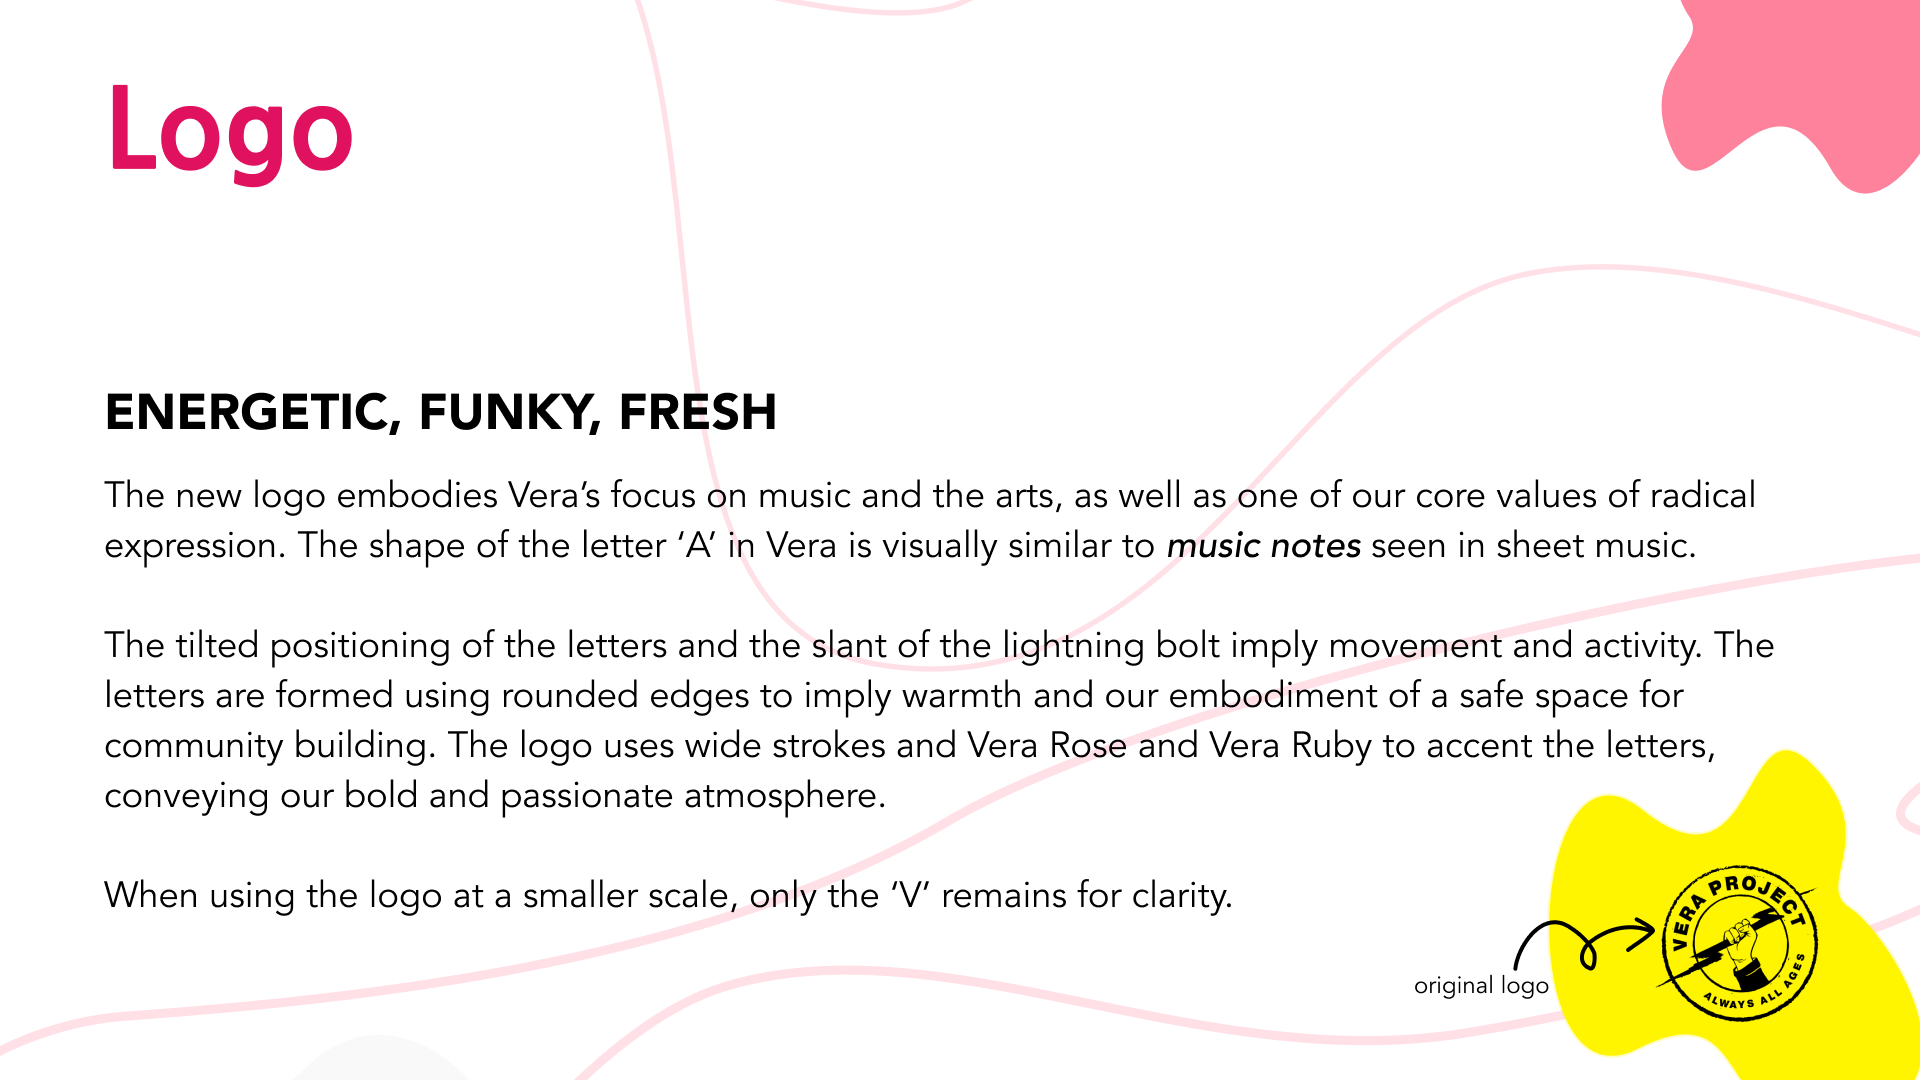 Logo
ENERGETIC, FUNKY, FRESH
The new logo embodies Vera’s focus on music and the arts, as well as one of our core values of radical
expression. The shape of the letter ‘A’ in Vera is visually similar to music notes seen in sheet music.
The tilted positioning of the letters and the slant of the lightning bolt imply movement and activity. The
letters are formed using rounded edges to imply warmth and our embodiment of a safe space for
community building. The logo uses wide strokes and Vera Rose and Vera Ruby to accent the letters,
conveying our bold and passionate atmosphere.
When using the logo at a smaller scale, only the ‘V’ remains for clarity.
original logo
VERA PROJECT
ALWAYS ALL AGES